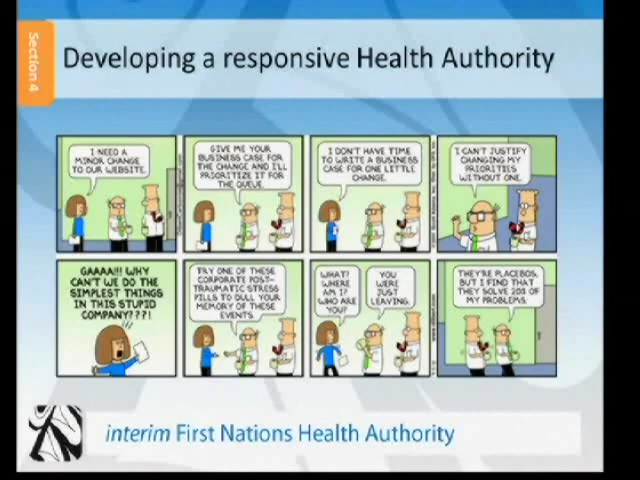 Section 4
Developing a responsive Health Authority
I NEED A
MINOR CHANGE
TO OUR WEBSITE.
GIVE ME YOUR
BUSINESS CASE FOR
THE CHANGE AND I'LL
PRIORITIZE IT FOR
THE QUEUE.
I DON'T HAVE TIME
TO WRITE A BUSINESS
CASE FOR ONE LITTLE
CHANGE.
I CAN'T JUSTIFY
CHANGING MY
PRIORITIES
WITHOUT ONE.
GAAAA!!! WHY
CAN'T WE DO THE
SIMPLEST THINGS
IN THIS STUPID
COMPANY???!
TRY ONE OF THESE
CORPORATE POST-
TRAUMATIC STRESS
PILLS TO DULL YOUR
MEMORY OF THESE
EVENTS.
WHAT?
WHERE
AM I?
WHO ARE
YOU?
YOU
WERE
JUST
LEAVING.
THEY'RE PLACEBOS,
BUT I FIND THAT
THEY SOLVE 20% OF
MY PROBLEMS.
interim First Nations Health Authority